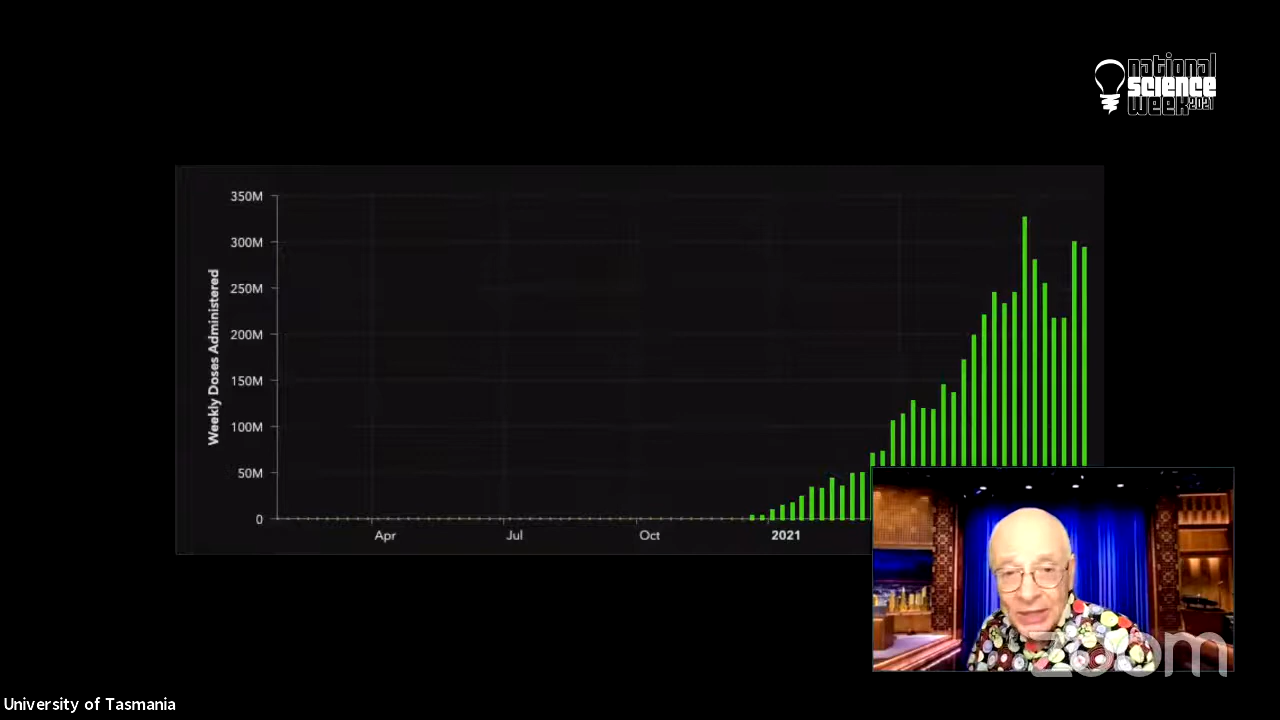 national
science
week 2021
350M
300M
250M
200M
150M
100M
50M
0
Weekly Doses Administered
Apr
Jul
Oct
2021
zoom
University of Tasmania